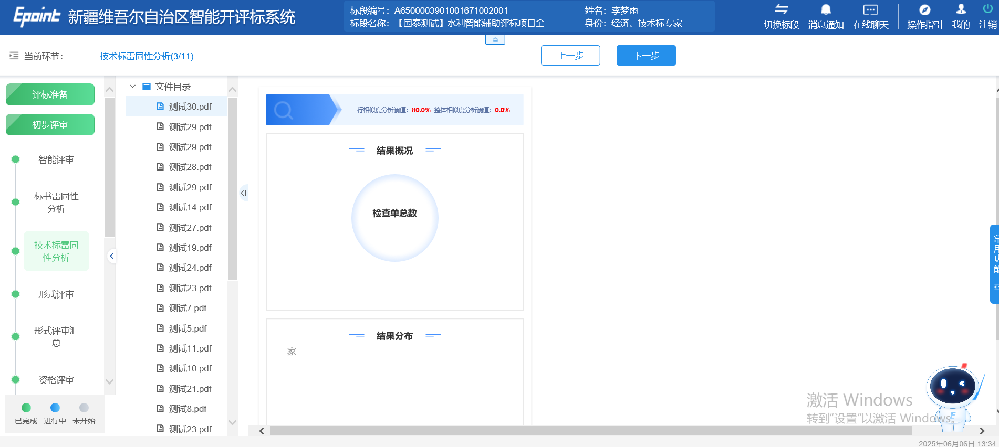 Epoint 新疆维吾尔自治区智能开评标系统
标段编号：A6500003901001671002001
标段名称：【国泰测试】水利智能辅助评标项目全...
姓名：李梦雨
身份：经济、技术标专家
切换标段
消息通知
在线聊天
操作指引
我的
注销
当前环节：
技术标雷同性分析(3/11)
上一步
下一步
评标准备
初步评审
智能评审
标书雷同性
分析
技术标雷同
性分析
形式评审
形式评审汇
总
资格评审
已完成
进行中
未开始
文件目录
测试30.pdf
测试29.pdf
测试29.pdf
测试28.pdf
测试29.pdf
测试14.pdf
测试27.pdf
测试19.pdf
测试24.pdf
测试23.pdf
测试7.pdf
测试5.pdf
测试11.pdf
测试10.pdf
测试21.pdf
测试8.pdf
测试23.pdf
行相似度分析阈值：80.0% 整体相似度分析阈值：0.0%
结果概况
检查单总数
结果分布
家
常用功能
激活 Windows
转到“设置”以激活 Windows。
E
2025年06月06日 13:34